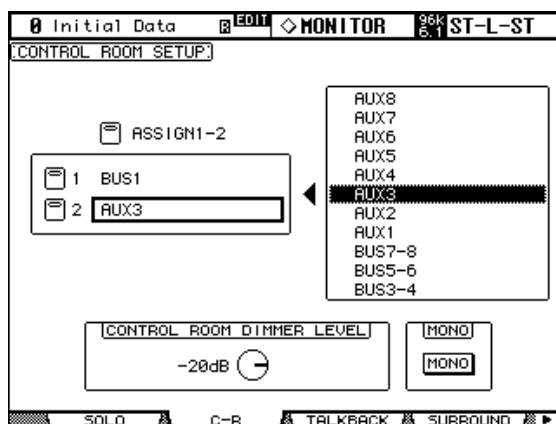 0 Initial Data R EDIT ◇MONITOR 96k 6.1 ST-L-ST
CONTROL ROOM SETUP
ASSIGN1-2
1 BUS1
2 AUX3
AUX8
AUX7
AUX6
AUX5
AUX4
AUX3
AUX2
AUX1
BUS7-8
BUS5-6
BUS3-4
CONTROL ROOM DIMMER LEVEL
-20dB
MONO
MONO
SOLO C-R TALKBACK SURROUND